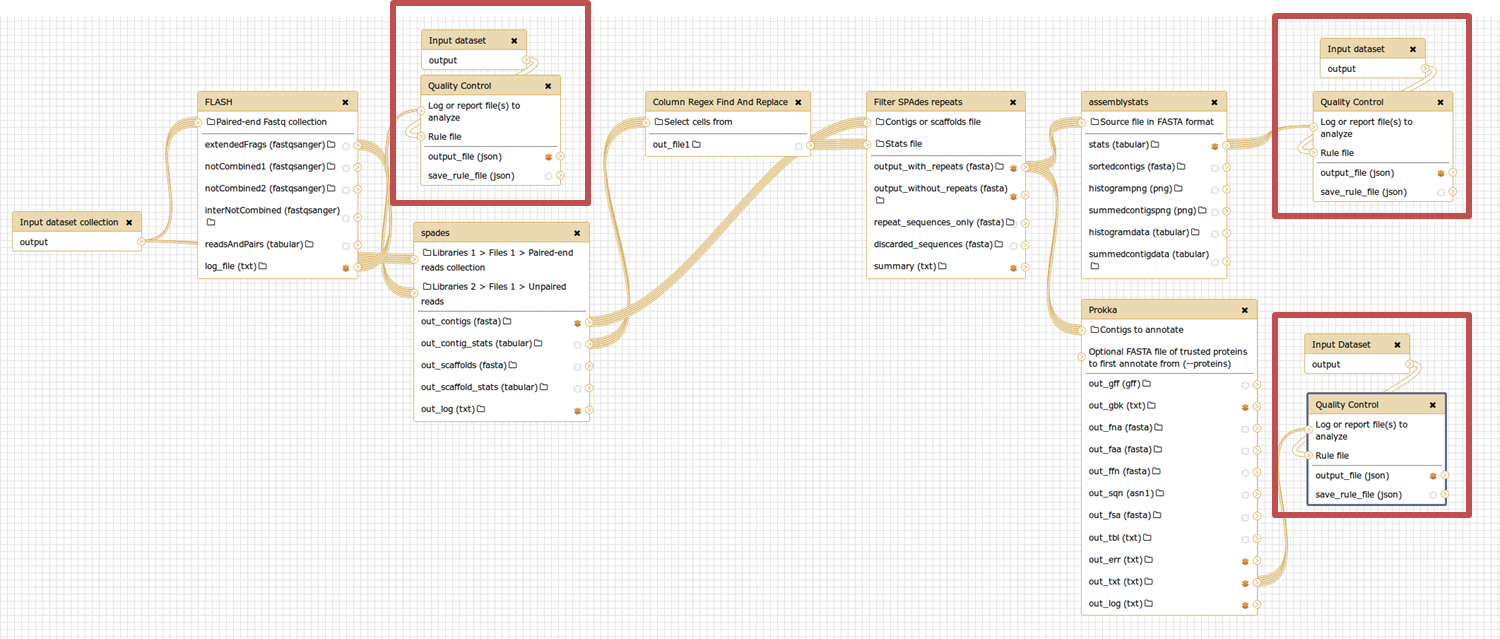 Input dataset collection ✖
output
FLASH ✖
Paired-end Fastq collection
extendedFrags (fastqsanger)
notCombined1 (fastqsanger)
notCombined2 (fastqsanger)
interNotCombined (fastqsanger)
readsAndPairs (tabular)
log_file (txt)
Input dataset ✖
output
Quality Control ✖
Log or report file(s) to
analyze
Rule file
output_file (json)
save_rule_file (json)
spades ✖
Libraries 1 > Files 1 > Paired-end
reads collection
Libraries 2 > Files 1 > Unpaired
reads
out_contigs (fasta)
out_contig_stats (tabular)
out_scaffolds (fasta)
out_scaffold_stats (tabular)
out_log (txt)
Column Regex Find And Replace ✖
Select cells from
out_file1
Filter SPAdes repeats ✖
Contigs or scaffolds file
Stats file
output_with_repeats (fasta)
output_without_repeats (fasta)
repeat_sequences_only (fasta)
discarded_sequences (fasta)
summary (txt)
assemblystats ✖
Source file in FASTA format
stats (tabular)
sortedcontigs (fasta)
histogrampng (png)
summedcontigspng (png)
histogramdata (tabular)
summedcontigdata (tabular)
Input dataset ✖
output
Quality Control ✖
Log or report file(s) to
analyze
Rule file
output_file (json)
save_rule_file (json)
Prokka ✖
Contigs to annotate
Optional FASTA file of trusted proteins
to first annotate from (--proteins)
out_gff (gff)
out_gbk (txt)
out_fna (fasta)
out_faa (fasta)
out_ffn (fasta)
out_sqn (asn1)
out_fsa (fasta)
out_tbl (txt)
out_err (txt)
out_txt (txt)
out_log (txt)
Input Dataset ✖
output
Quality Control ✖
Log or report file(s) to
analyze
Rule file
output_file (json)
save_rule_file (json)